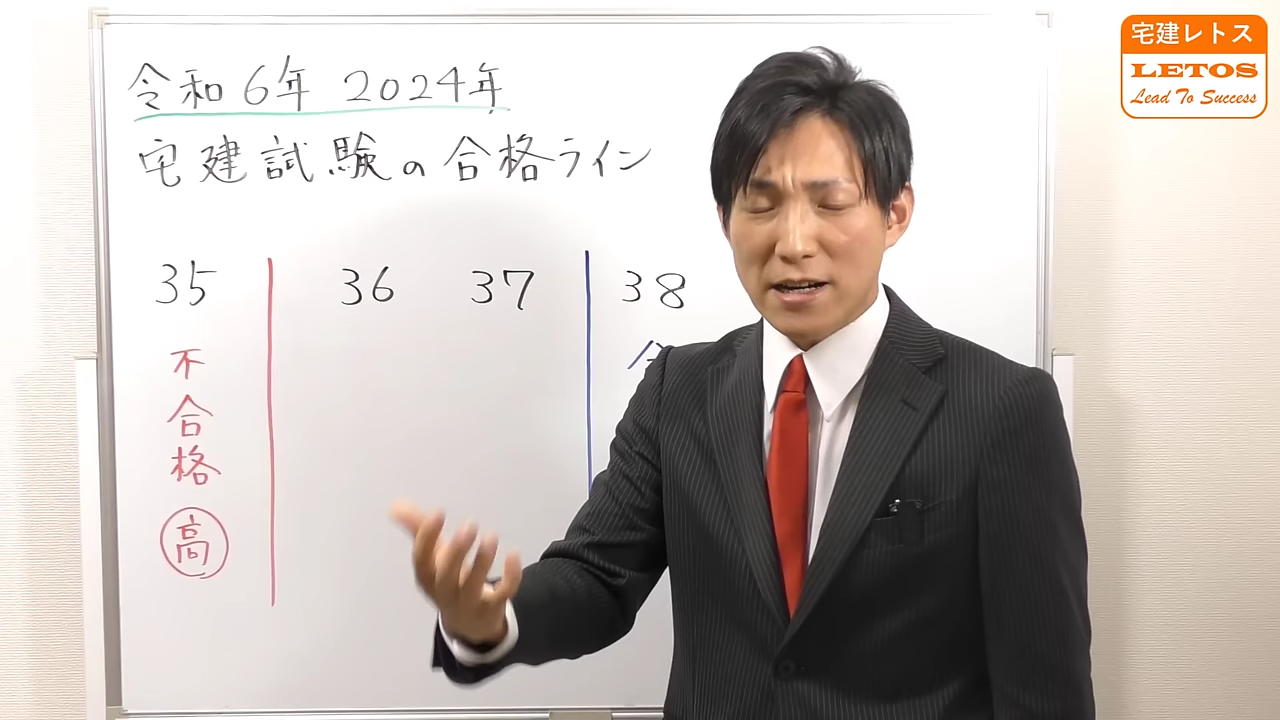 令和6年 2024年
宅建試験の合格ライン
35
36
37
38
不合格
高
宅建レトス
LETOS
Lead To Success